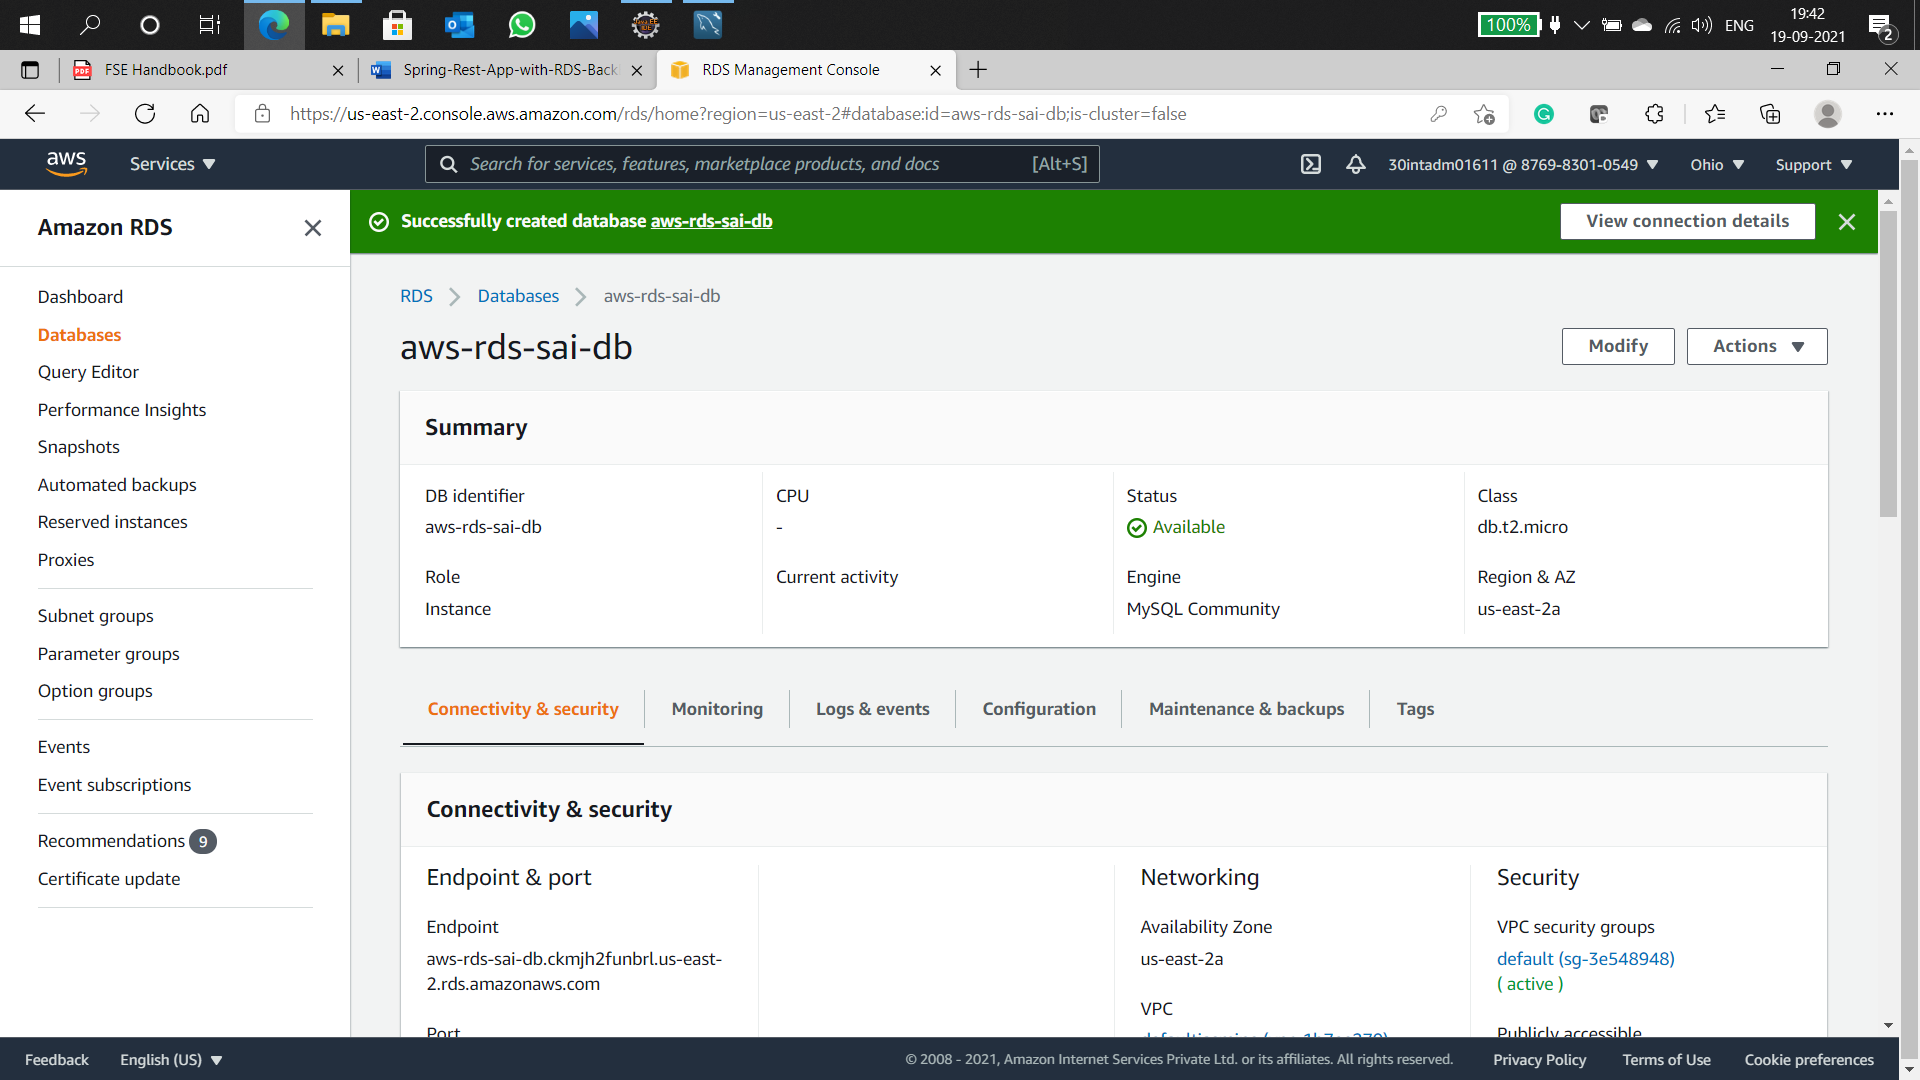 100%
ENG
19:42
19-09-2021
2
FSE Handbook.pdf
Spring-Rest-App-with-RDS-Back
RDS Management Console
https://us-east-2.console.aws.amazon.com/rds/home?region=us-east-2#database:id=aws-rds-sai-db;is-cluster=false
aws
Services
Search for services, features, marketplace products, and docs [Alt+S]
30intadm01611 @ 8769-8301-0549
Ohio
Support
Amazon RDS
Dashboard
Databases
Query Editor
Performance Insights
Snapshots
Automated backups
Reserved instances
Proxies
Subnet groups
Parameter groups
Option groups
Events
Event subscriptions
Recommendations 9
Certificate update
Successfully created database aws-rds-sai-db
View connection details
RDS > Databases > aws-rds-sai-db
aws-rds-sai-db
Modify
Actions
Summary
DB identifier
aws-rds-sai-db
CPU
-
Status
Available
Class
db.t2.micro
Role
Instance
Current activity
Engine
MySQL Community
Region & AZ
us-east-2a
Connectivity & security
Monitoring
Logs & events
Configuration
Maintenance & backups
Tags
Connectivity & security
Endpoint & port
Endpoint
aws-rds-sai-db.ckmjh2funbrl.us-east-
2.rds.amazonaws.com
Port
Networking
Availability Zone
us-east-2a
VPC
Security
VPC security groups
default (sg-3e548948)
( active )
Publicly accessible
Feedback
English (US)
© 2008 - 2021, Amazon Internet Services Private Ltd. or its affiliates. All rights reserved.
Privacy Policy
Terms of Use
Cookie preferences